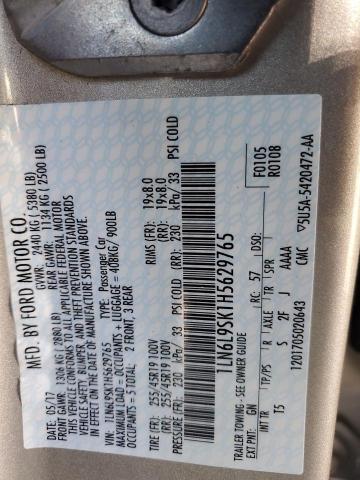 MFD. BY FORD MOTOR CO.
GVWR: 2440 KG ( 5380 LB)
05/17
FRONT GAWR: 1306 KG (2880 LB)
REAR GAWR: 1134 KG ( 2500 LB)
THIS VEHICLE CONFORMS TO ALL APPLICABLE FEDERAL MOTOR
VEHICLE SAFETY, BUMPER, AND THEFT PREVENTION STANDARDS
IN EFFECT ON THE DATE OF MANUFACTURE SHOWN ABOVE.
VIN: 1LN6L9SK1H5629765 Passenger Car
MAXIMUM LOAD = OCCUPANTS + LUGGAGE = 408KG/ 900LB
OCCUPANTS = 5 TOTAL 2 FRONT, 3 REAR
TIRE (FR): 255/45R19 100V RIMS (FR): 19x8.0
(RR): 255/45R19 100V (RR): 19x8.0
PRESSURE(FR): 230 kPa/ 33 PSI COLD (RR): 230 kPa/ 33 PSI COLD
1LN6L9SK1H5629765
F0105
R0108
TRAILER TOWING - SEE OWNER GUIDE
EXT PNT: GN RC: 57 DSO:
INT TR TP/PS R AXLE TR SPR
T5 S 2F J AAAA
1201705020643 CMC 5U5A-5420472-AA